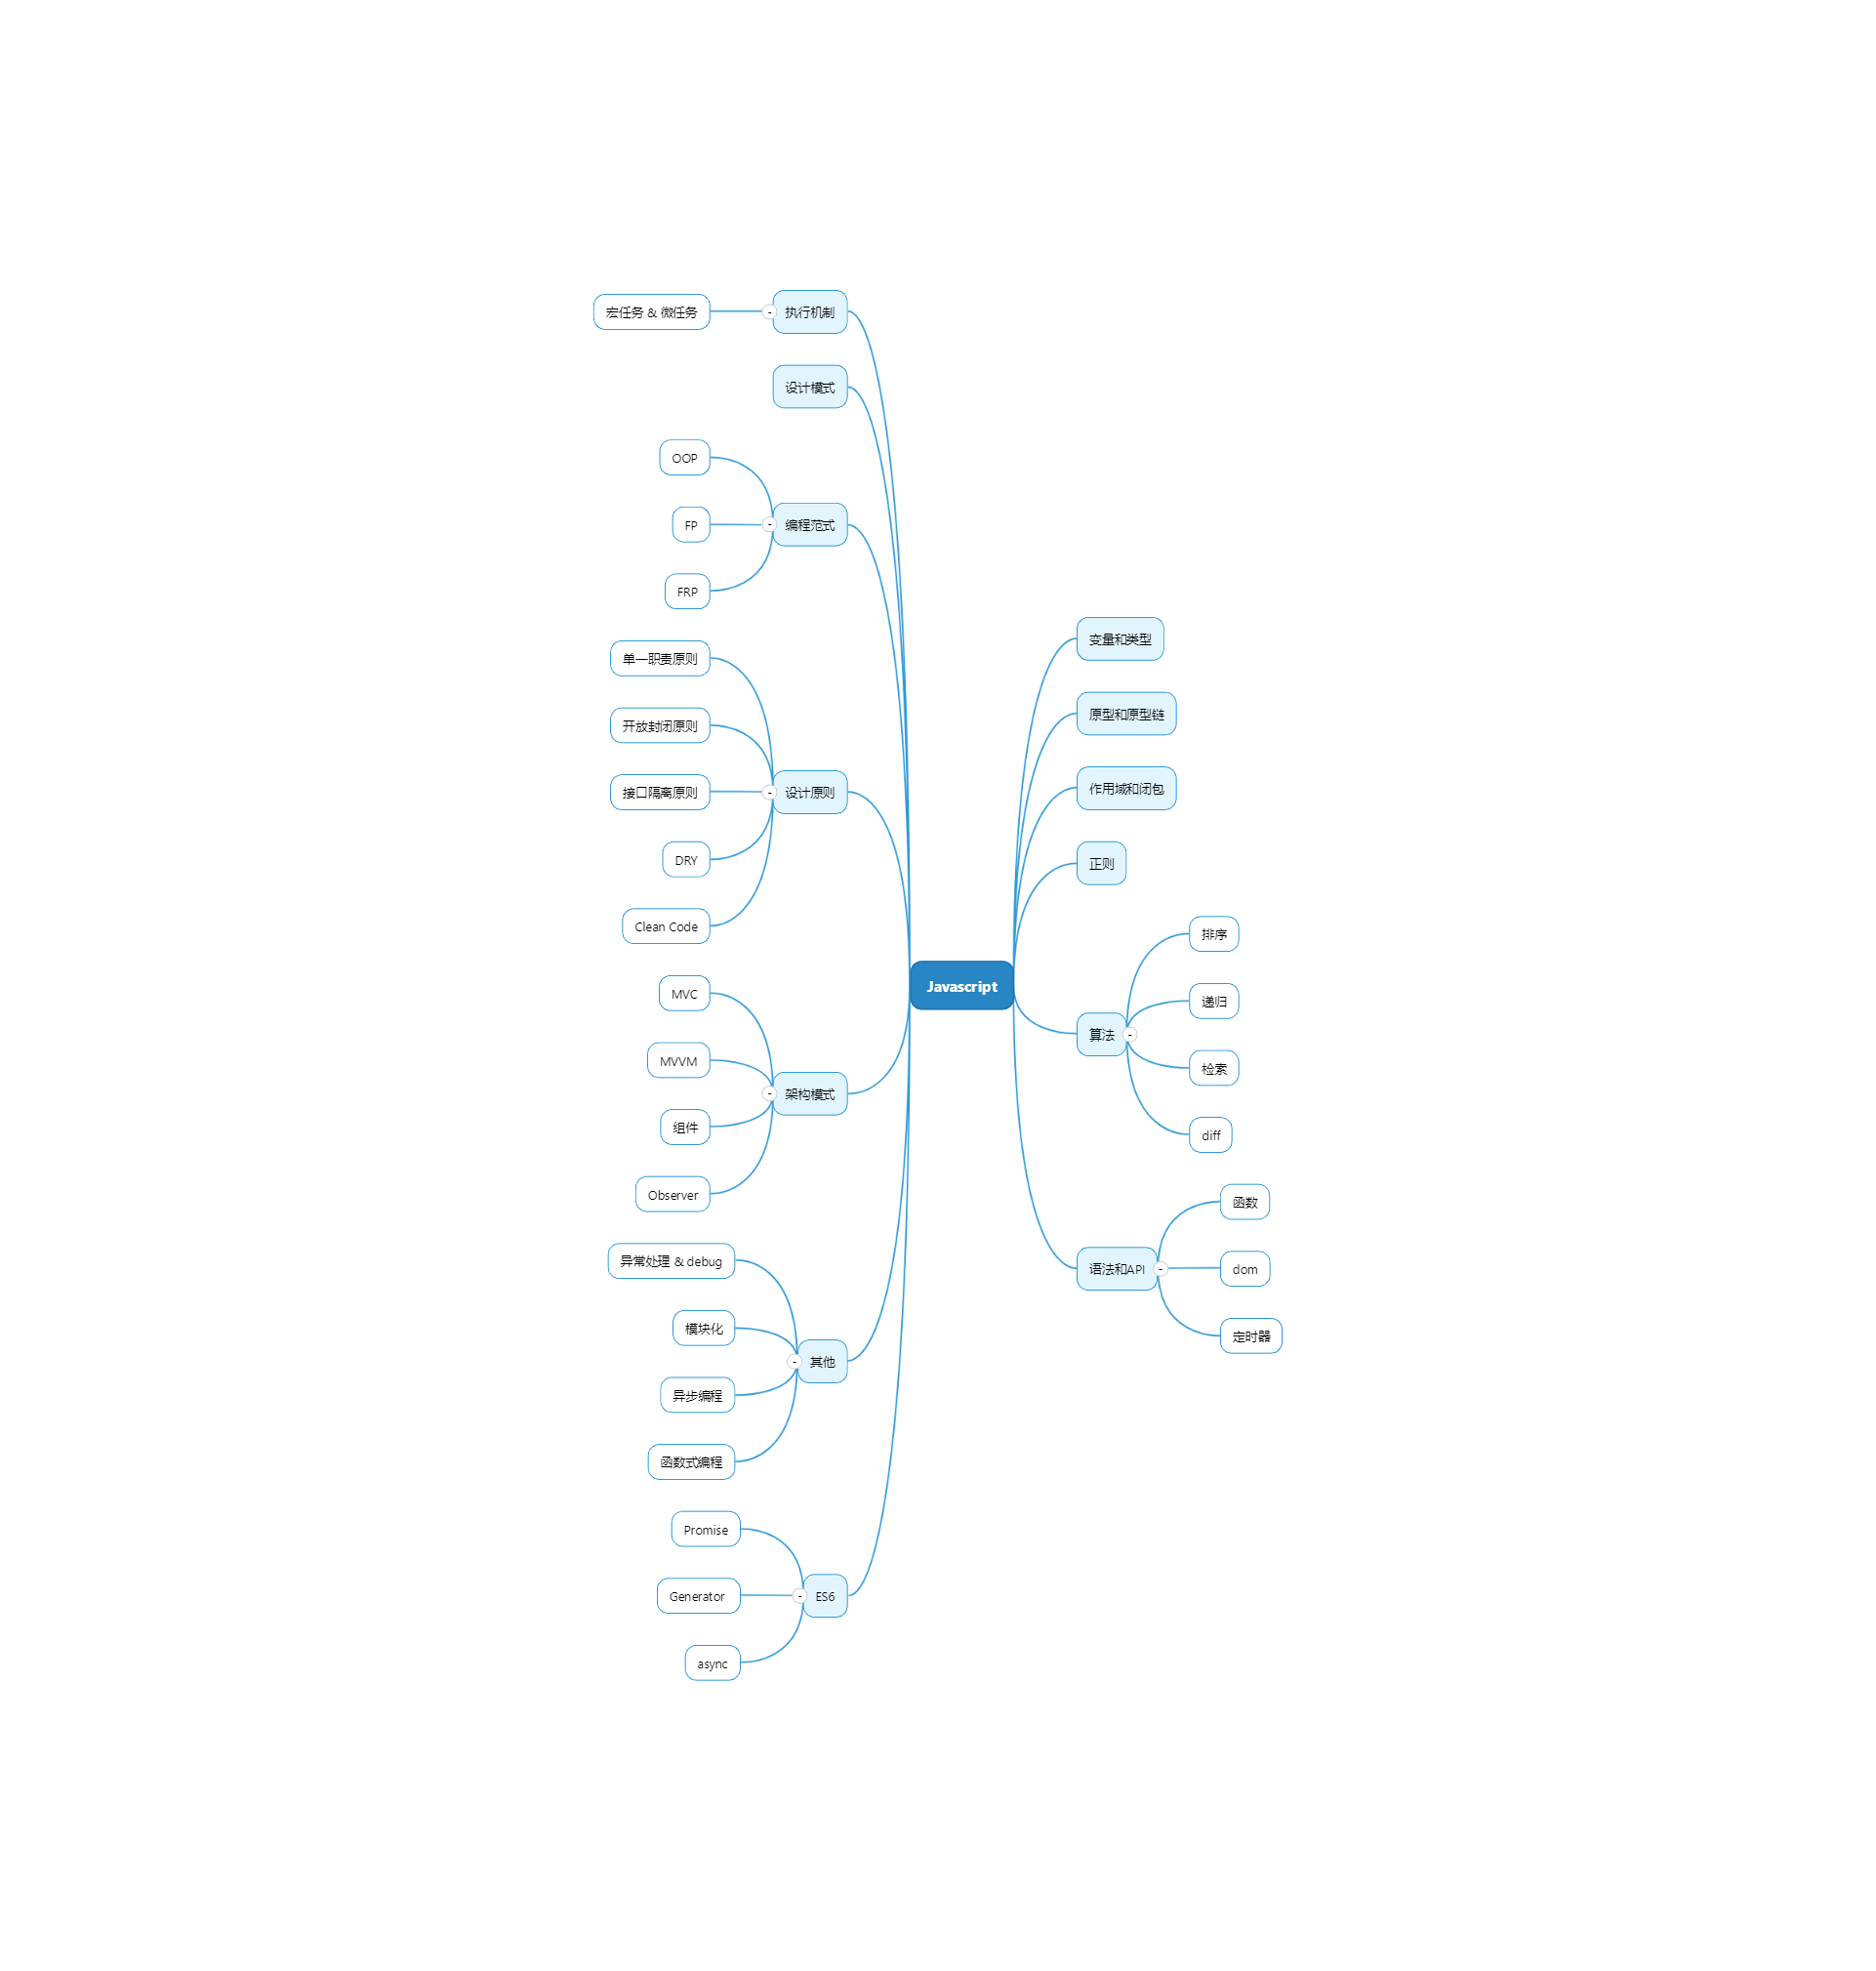 Javascript
执行机制
宏任务 & 微任务
设计模式
编程范式
OOP
FP
FRP
设计原则
单一职责原则
开放封闭原则
接口隔离原则
DRY
Clean Code
架构模式
MVC
MVVM
组件
Observer
其他
异常处理 & debug
模块化
异步编程
函数式编程
ES6
Promise
Generator
async
变量和类型
原型和原型链
作用域和闭包
正则
算法
排序
递归
检索
diff
语法和API
函数
dom
定时器